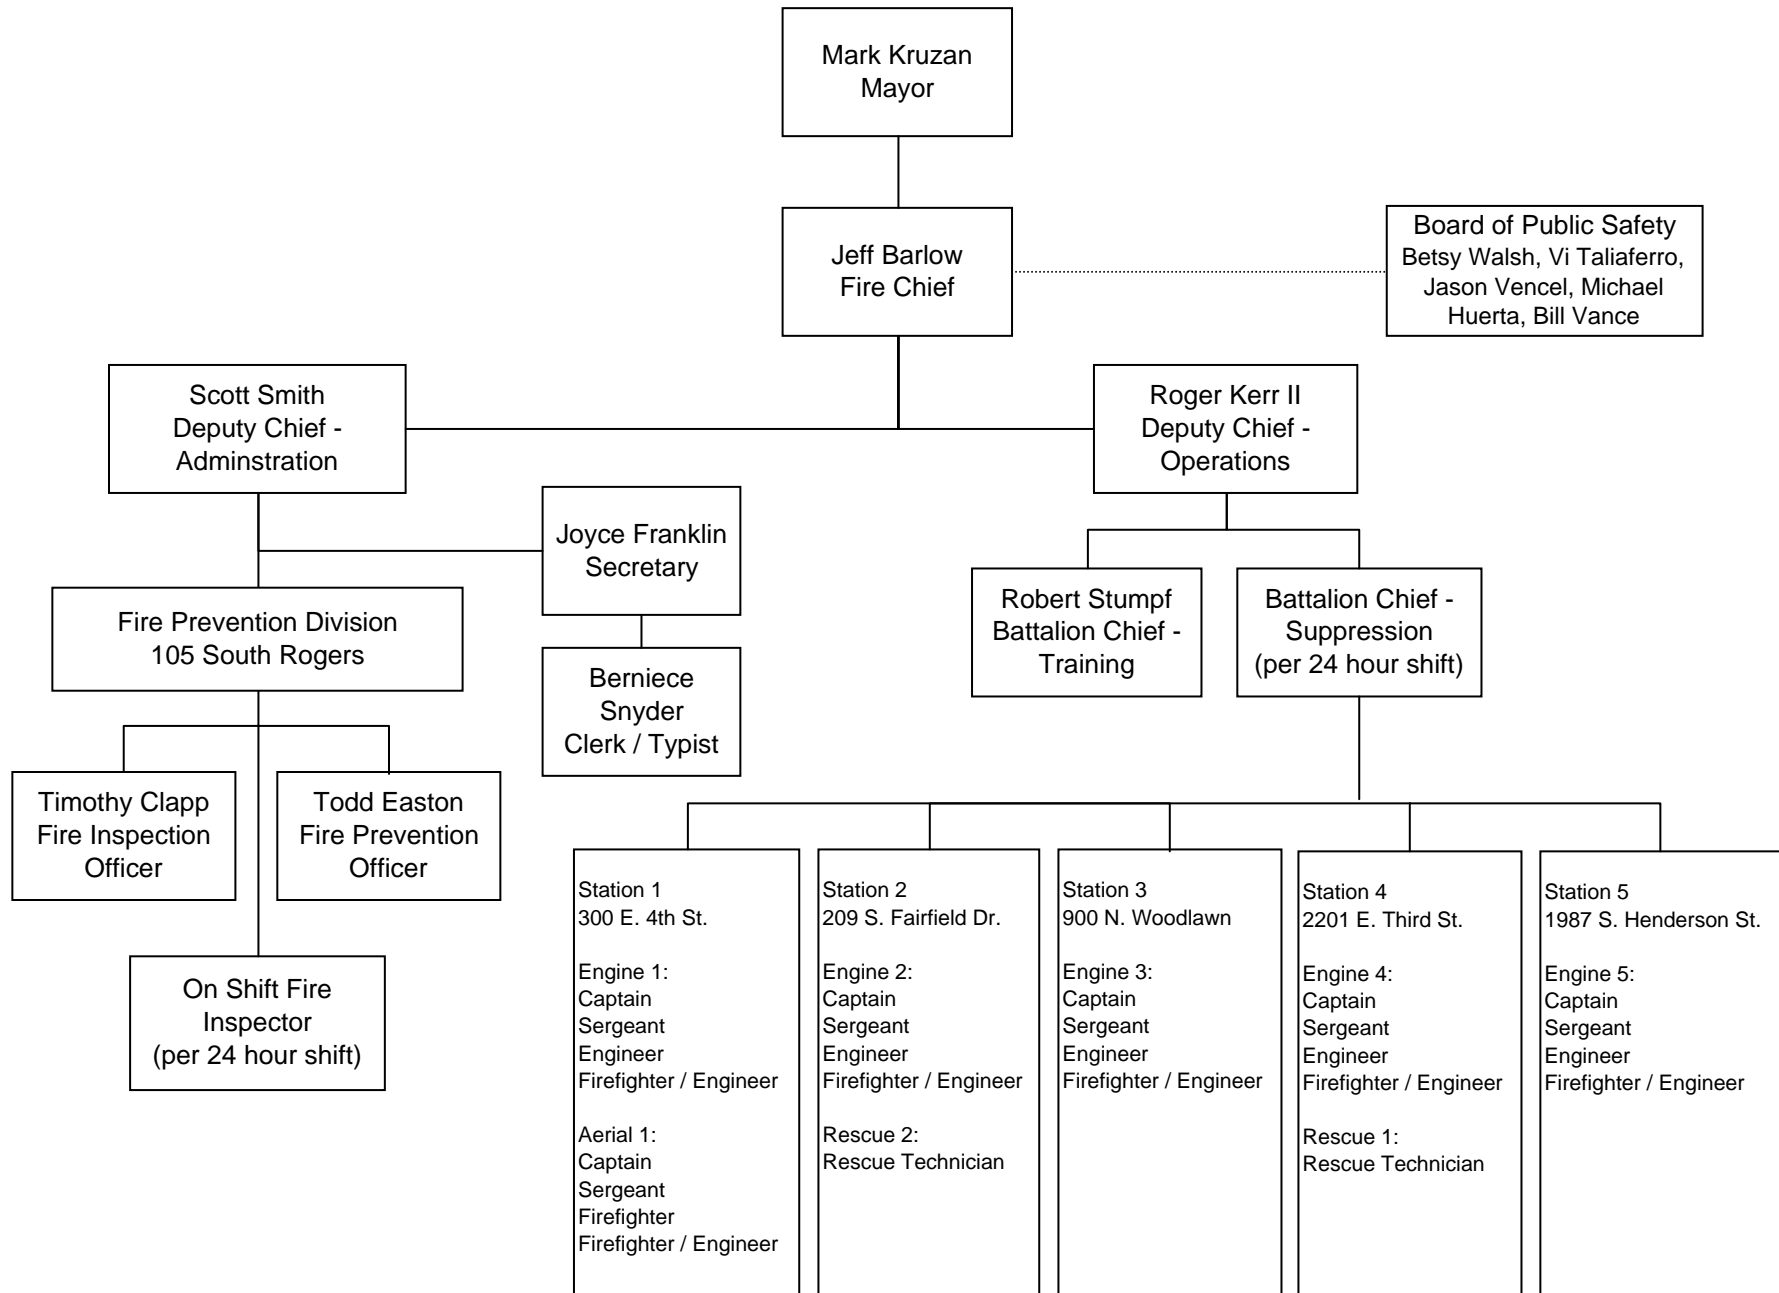 Mark Kruzan
Mayor
Jeff Barlow
Fire Chief
Board of Public Safety
Betsy Walsh, Vi Taliaferro,
Jason Vencel, Michael
Huerta, Bill Vance
Scott Smith
Deputy Chief -
Adminstration
Roger Kerr II
Deputy Chief -
Operations
Joyce Franklin
Secretary
Fire Prevention Division
105 South Rogers
Berniece
Snyder
Clerk / Typist
Robert Stumpf
Battalion Chief -
Training
Battalion Chief -
Suppression
(per 24 hour shift)
Timothy Clapp
Fire Inspection
Officer
Todd Easton
Fire Prevention
Officer
On Shift Fire
Inspector
(per 24 hour shift)
Station 1
300 E. 4th St.
Engine 1:
Captain
Sergeant
Engineer
Firefighter / Engineer
Aerial 1:
Captain
Sergeant
Firefighter
Firefighter / Engineer
Station 2
209 S. Fairfield Dr.
Engine 2:
Captain
Sergeant
Engineer
Firefighter / Engineer
Rescue 2:
Rescue Technician
Station 3
900 N. Woodlawn
Engine 3:
Captain
Sergeant
Engineer
Firefighter / Engineer
Station 4
2201 E. Third St.
Engine 4:
Captain
Sergeant
Engineer
Firefighter / Engineer
Rescue 1:
Rescue Technician
Station 5
1987 S. Henderson St.
Engine 5:
Captain
Sergeant
Engineer
Firefighter / Engineer